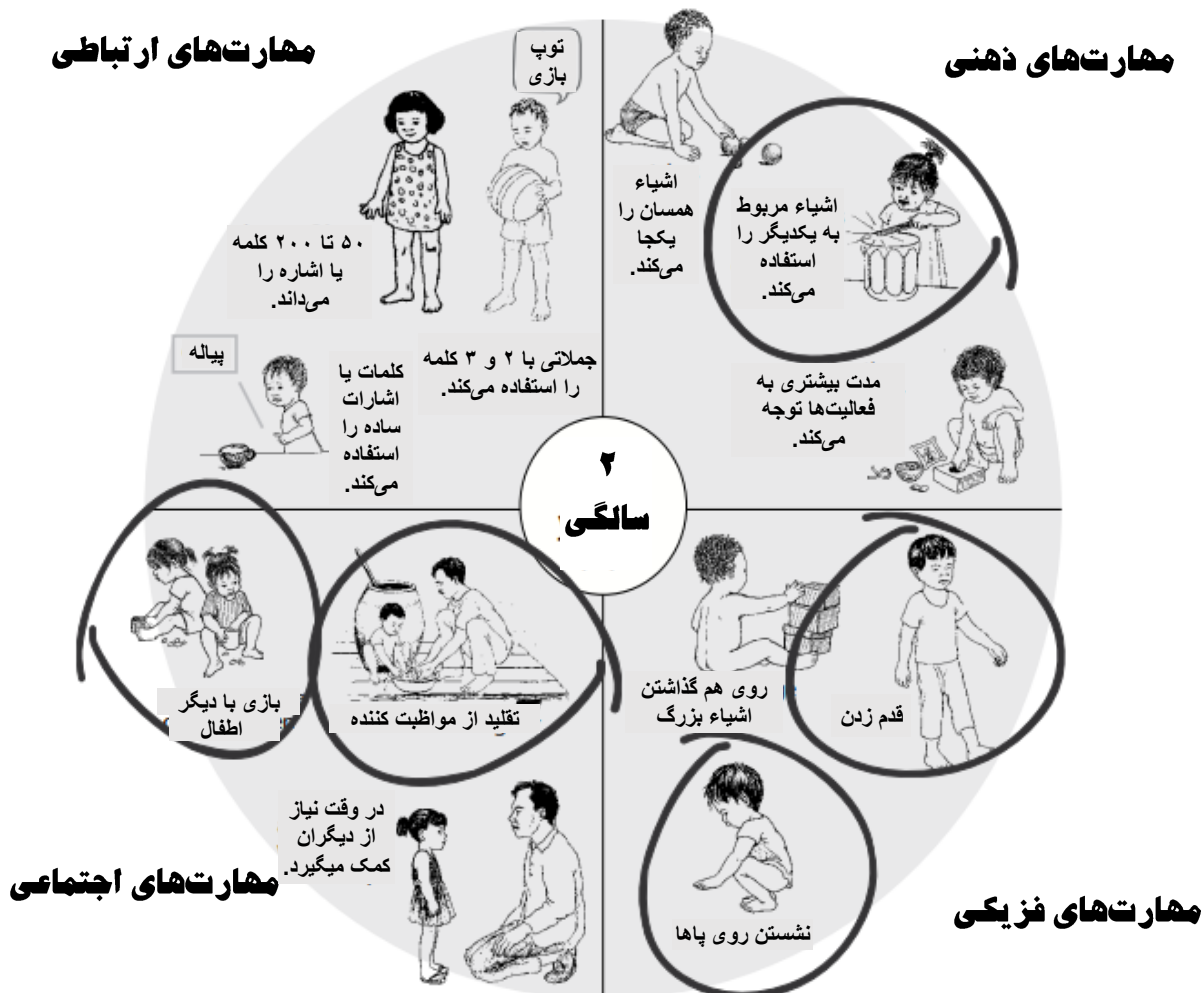 مهارت‌های ذهنی
اشیاء
همسان را
یکجا
می‌کند.
اشیاء مربوط
به یکدیگر را
استفاده
می‌کند.
مدت بیشتری به
فعالیت‌ها توجه
می‌کند.
مهارت‌های ارتباطی
توپ
بازی
۵۰ تا ۲۰۰ کلمه
یا اشاره را
می‌داند.
جملاتی با ۲ و ۳ کلمه
را استفاده می‌کند.
پیاله
کلمات یا
اشارات
ساده را
استفاده
می‌کند.
۲
سالگی
روی هم گذاشتن
اشیاء بزرگ
قدم زدن
نشستن روی پاها
مهارت‌های فزیکی
تقلید از مواظبت کننده
بازی با دیگر
اطفال
در وقت نیاز
از دیگران
کمک میگیرد.
مهارت‌های اجتماعی